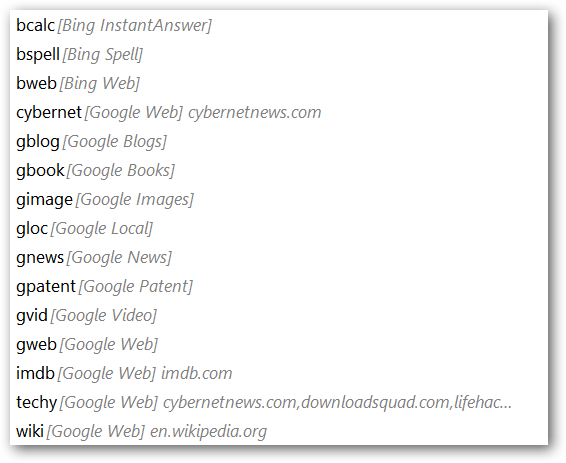 bcalc [Bing InstantAnswer]
bspell [Bing Spell]
bweb [Bing Web]
cybernet [Google Web] cybernetnews.com
gblog [Google Blogs]
gbook [Google Books]
gimage [Google Images]
gloc [Google Local]
gnews [Google News]
gpatent [Google Patent]
gvid [Google Video]
gweb [Google Web]
imdb [Google Web] imdb.com
techy [Google Web] cybernetnews.com,downloadsquad.com,lifehac...
wiki [Google Web] en.wikipedia.org